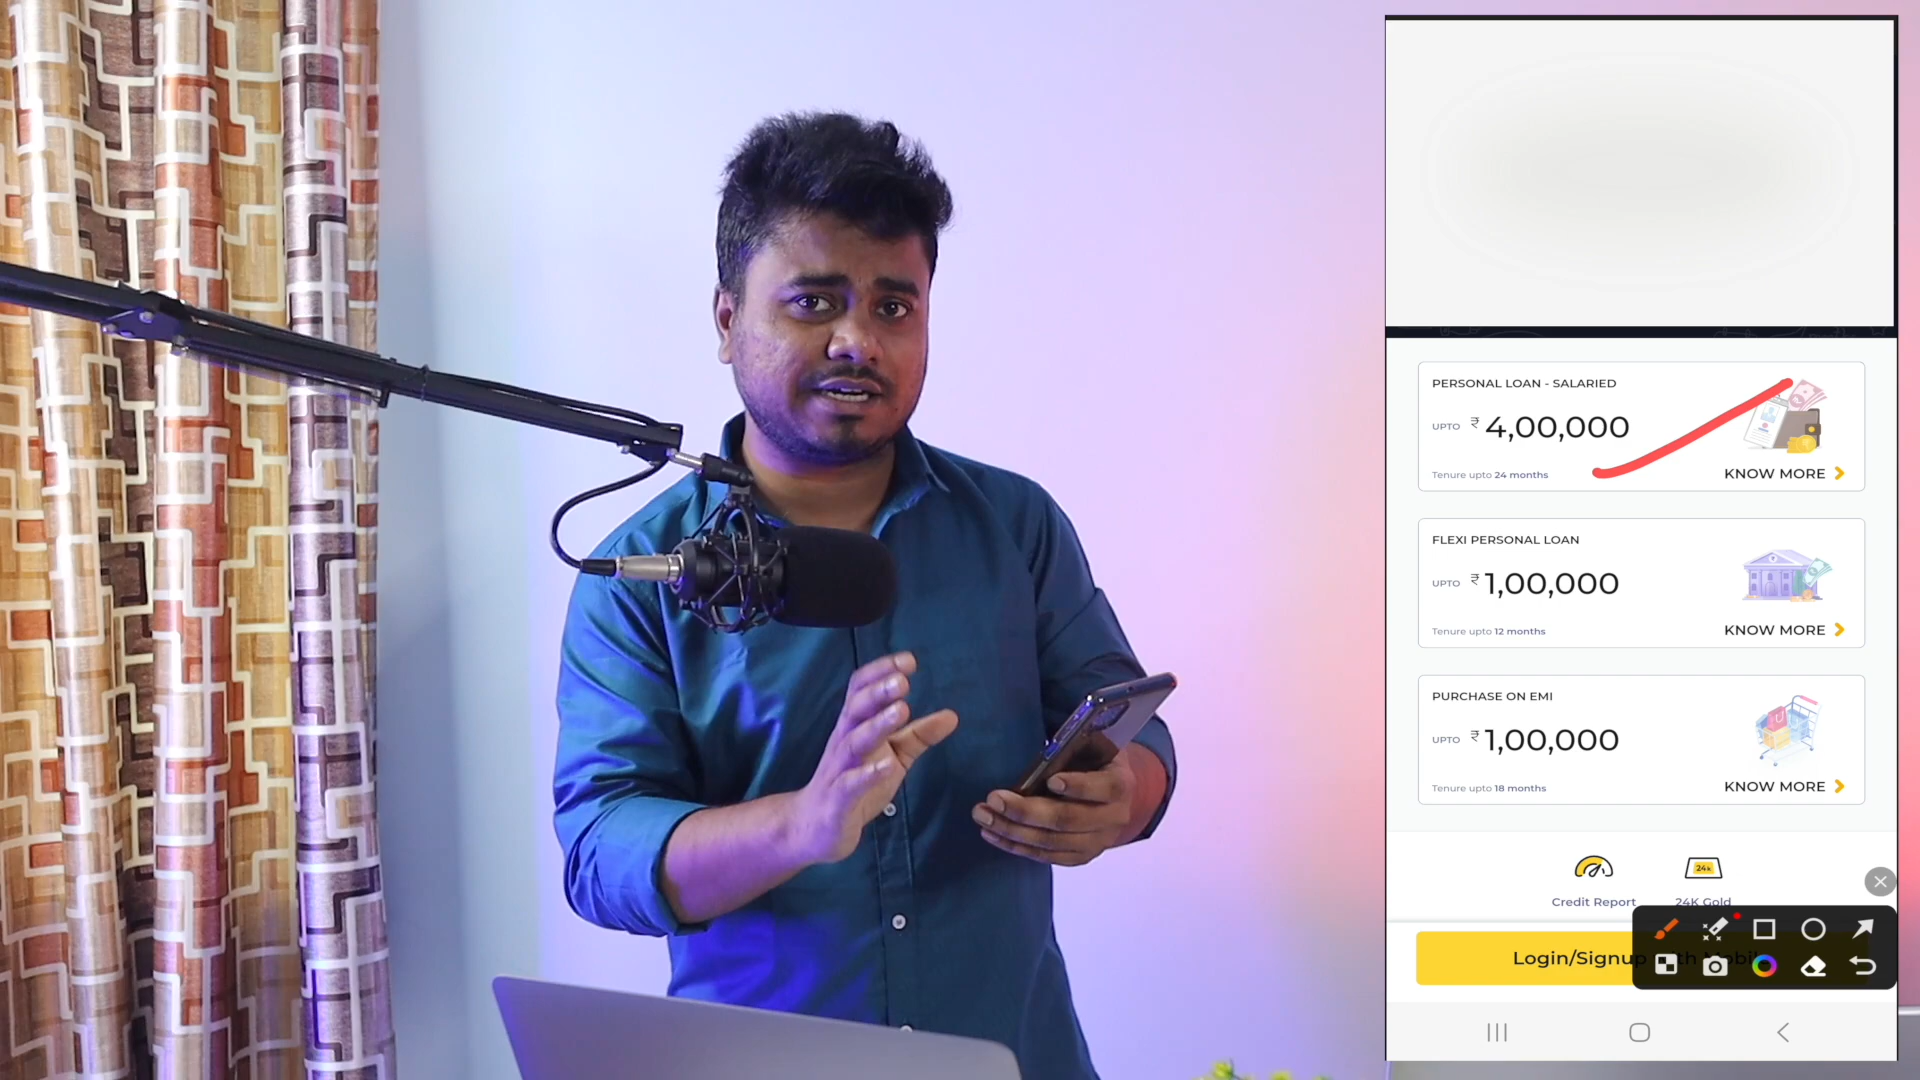 PERSONAL LOAN - SALARIED
UPTO ₹ 4,00,000
Tenure upto 24 months
KNOW MORE
FLEXI PERSONAL LOAN
UPTO ₹ 1,00,000
Tenure upto 12 months
KNOW MORE
PURCHASE ON EMI
UPTO ₹ 1,00,000
Tenure upto 18 months
KNOW MORE
24k
Credit Report
24K Gold
Login/Signup